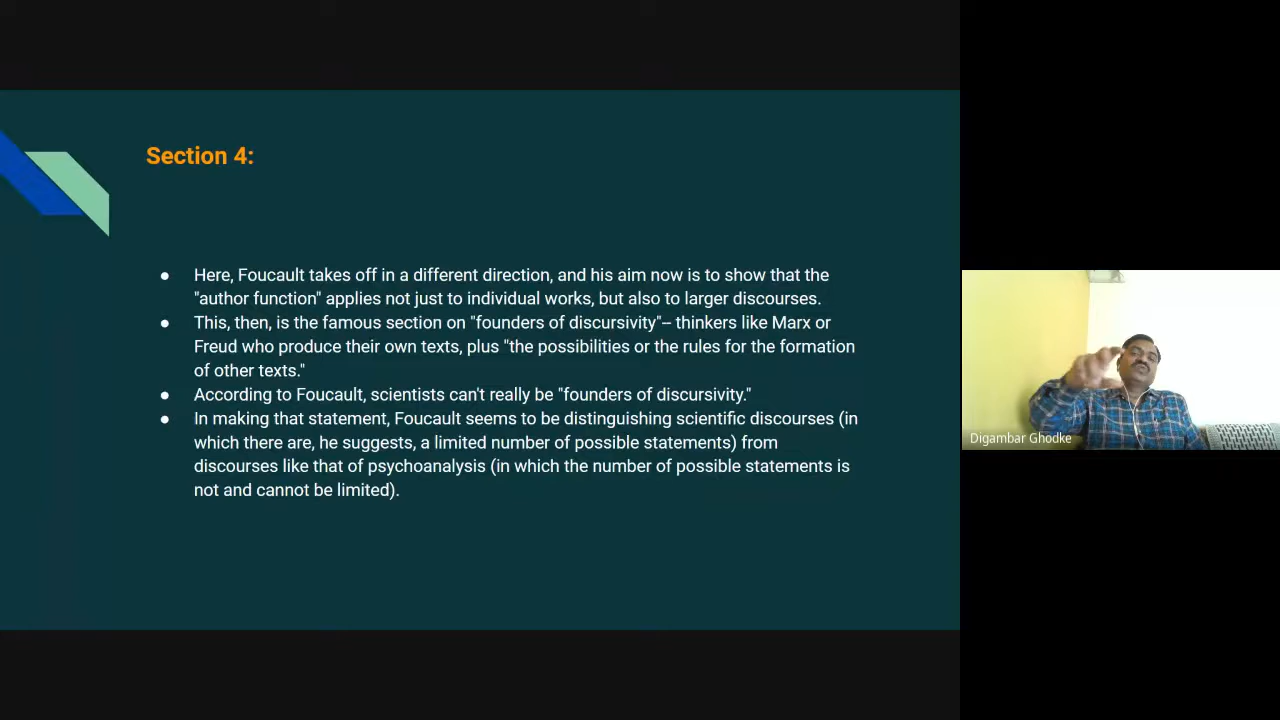 Section 4:
● Here, Foucault takes off in a different direction, and his aim now is to show that the
"author function" applies not just to individual works, but also to larger discourses.
● This, then, is the famous section on "founders of discursivity"-- thinkers like Marx or
Freud who produce their own texts, plus "the possibilities or the rules for the formation
of other texts."
● According to Foucault, scientists can't really be "founders of discursivity."
● In making that statement, Foucault seems to be distinguishing scientific discourses (in
which there are, he suggests, a limited number of possible statements) from
discourses like that of psychoanalysis (in which the number of possible statements is
not and cannot be limited).
Digambar Ghodke